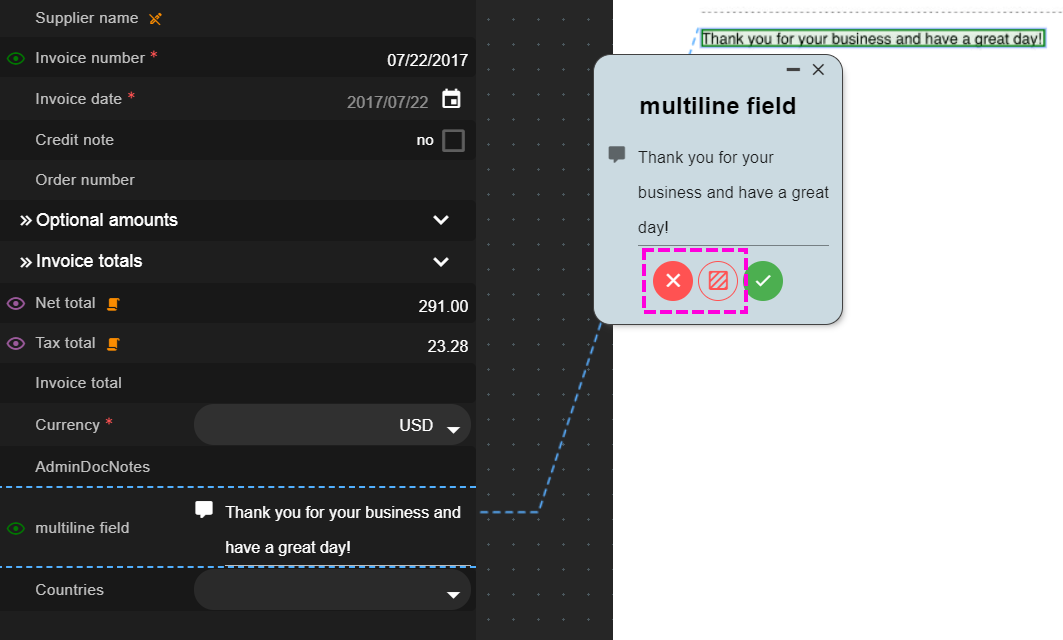 Supplier name
Invoice number *
07/22/2017
Invoice date *
2017/07/22
Credit note
no
Order number
Optional amounts
Invoice totals
Net total
291.00
Tax total
23.28
Invoice total
Currency *
USD
AdminDocNotes
multiline field
Thank you for your business and
have a great day!
Countries
Thank you for your business and have a great day!
multiline field
Thank you for your
business and have a great
day!